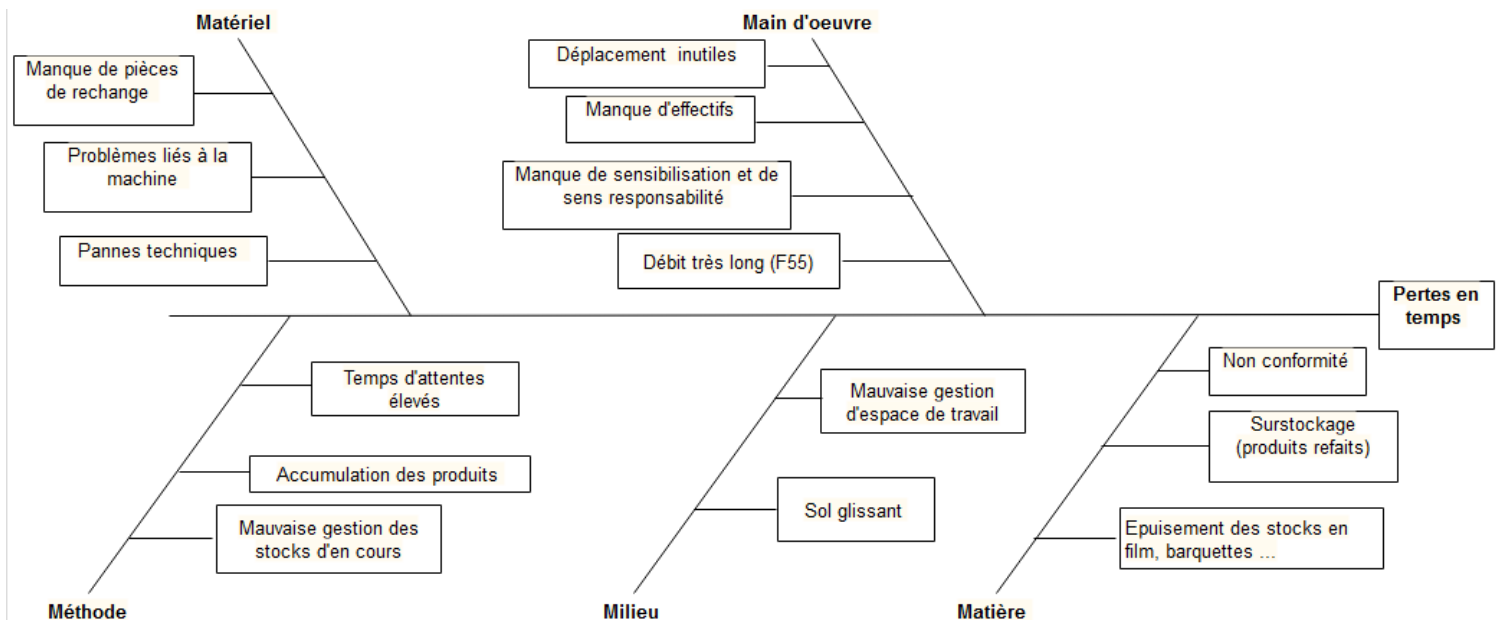 Matériel
Main d'oeuvre
Manque de pièces
de rechange
Problèmes liés à la
machine
Pannes techniques
Déplacement inutiles
Manque d'effectifs
Manque de sensibilisation et de
sens responsabilité
Débit très long (F55)
Pertes en
temps
Temps d'attentes
élevés
Accumulation des produits
Mauvaise gestion des
stocks d'en cours
Mauvaise gestion
d'espace de travail
Sol glissant
Non conformité
Surstockage
(produits refaits)
Epuisement des stocks en
film, barquettes ...
Méthode
Milieu
Matière